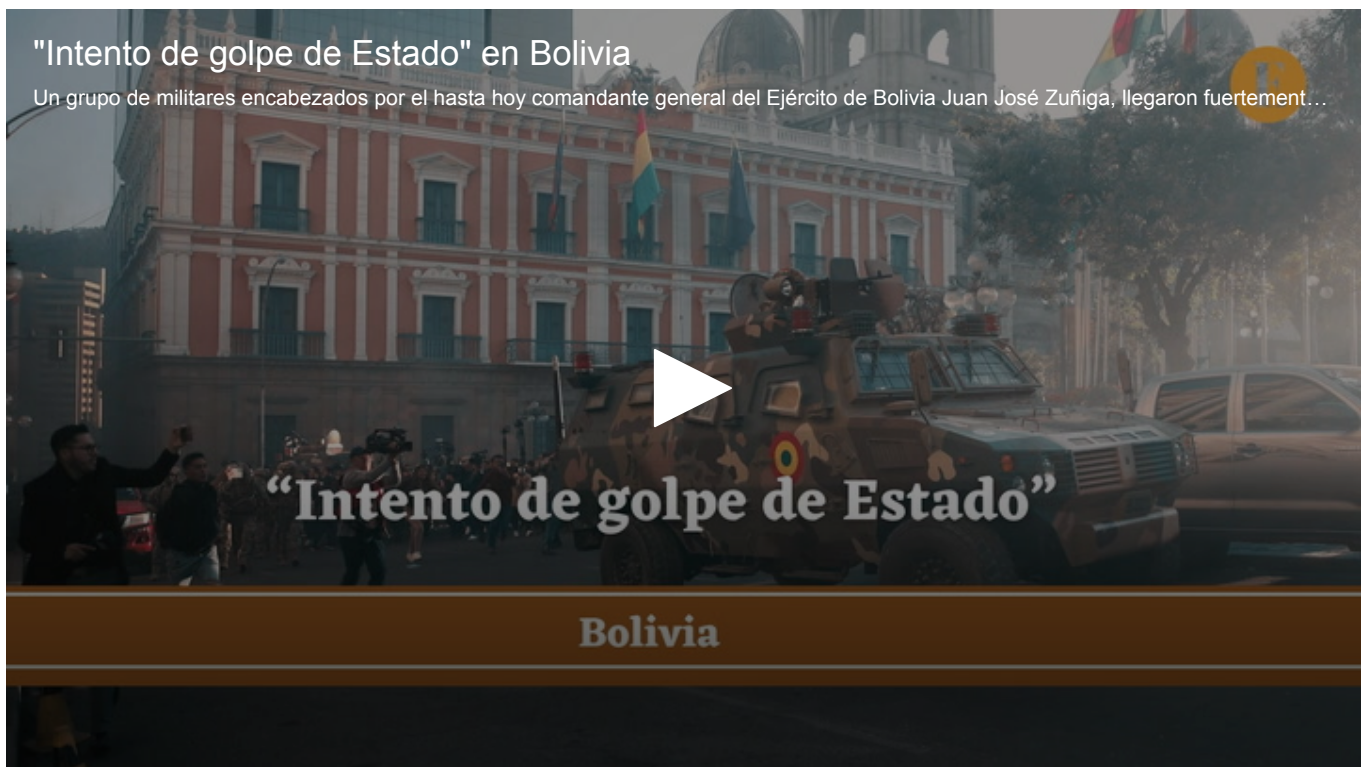 "Intento de golpe de Estado" en Bolivia
Un grupo de militares encabezados por el hasta hoy comandante general del Ejército de Bolivia Juan José Zuñiga, llegaron fuertement…
“Intento de golpe de Estado”
Bolivia